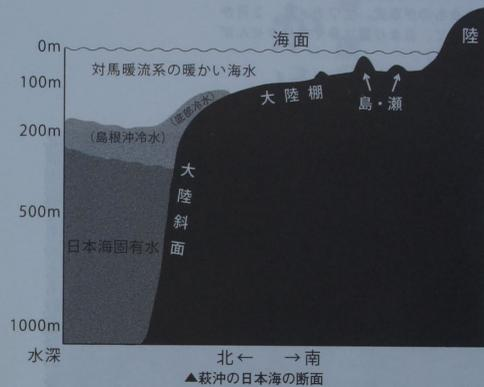 海面
陸
0m
対馬暖流系の暖かい海水
100m
大陸棚
島・瀬
(底部冷水)
200m
(島根沖冷水)
大陸斜面
500m
日本海固有水
1000m
水深
北← →南
▲萩沖の日本海の断面